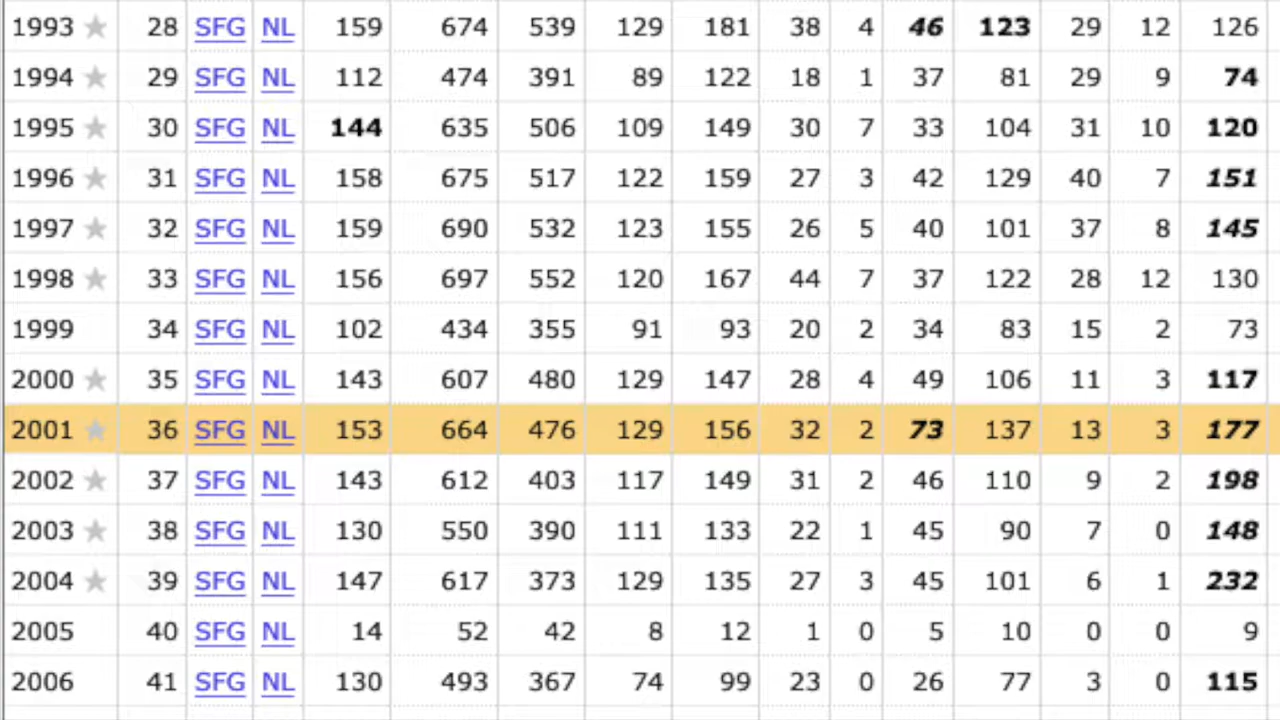 1993 ★ 28 SFG NL 159 674 539 129 181 38 4 46 123 29 12 126
1994 ★ 29 SFG NL 112 474 391 89 122 18 1 37 81 29 9 74
1995 ★ 30 SFG NL 144 635 506 109 149 30 7 33 104 31 10 120
1996 ★ 31 SFG NL 158 675 517 122 159 27 3 42 129 40 7 151
1997 ★ 32 SFG NL 159 690 532 123 155 26 5 40 101 37 8 145
1998 ★ 33 SFG NL 156 697 552 120 167 44 7 37 122 28 12 130
1999 34 SFG NL 102 434 355 91 93 20 2 34 83 15 2 73
2000 ★ 35 SFG NL 143 607 480 129 147 28 4 49 106 11 3 117
2001 ★ 36 SFG NL 153 664 476 129 156 32 2 73 137 13 3 177
2002 ★ 37 SFG NL 143 612 403 117 149 31 2 46 110 9 2 198
2003 ★ 38 SFG NL 130 550 390 111 133 22 1 45 90 7 0 148
2004 ★ 39 SFG NL 147 617 373 129 135 27 3 45 101 6 1 232
2005 40 SFG NL 14 52 42 8 12 1 0 5 10 0 0 9
2006 41 SFG NL 130 493 367 74 99 23 0 26 77 3 0 115